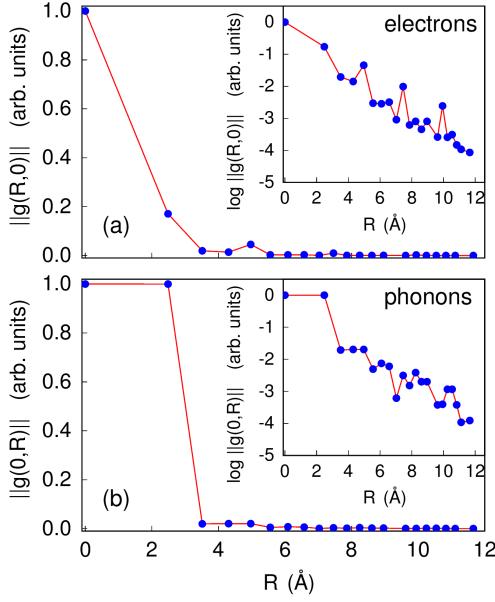 1.0
0.8
0.6
0.4
0.2
0.0
||g(R,0)|| (arb. units)
(a)
electrons
0
-1
-2
-3
-4
-5
log ||g(R,0)|| (arb. units)
0 2 4 6 8 10 12
R (Å)
1.0
0.8
0.6
0.4
0.2
0.0
||g(0,R)|| (arb. units)
(b)
phonons
0
-1
-2
-3
-4
-5
log ||g(0,R)|| (arb. units)
0 2 4 6 8 10 12
R (Å)
0 2 4 6 8 10 12
R (Å)